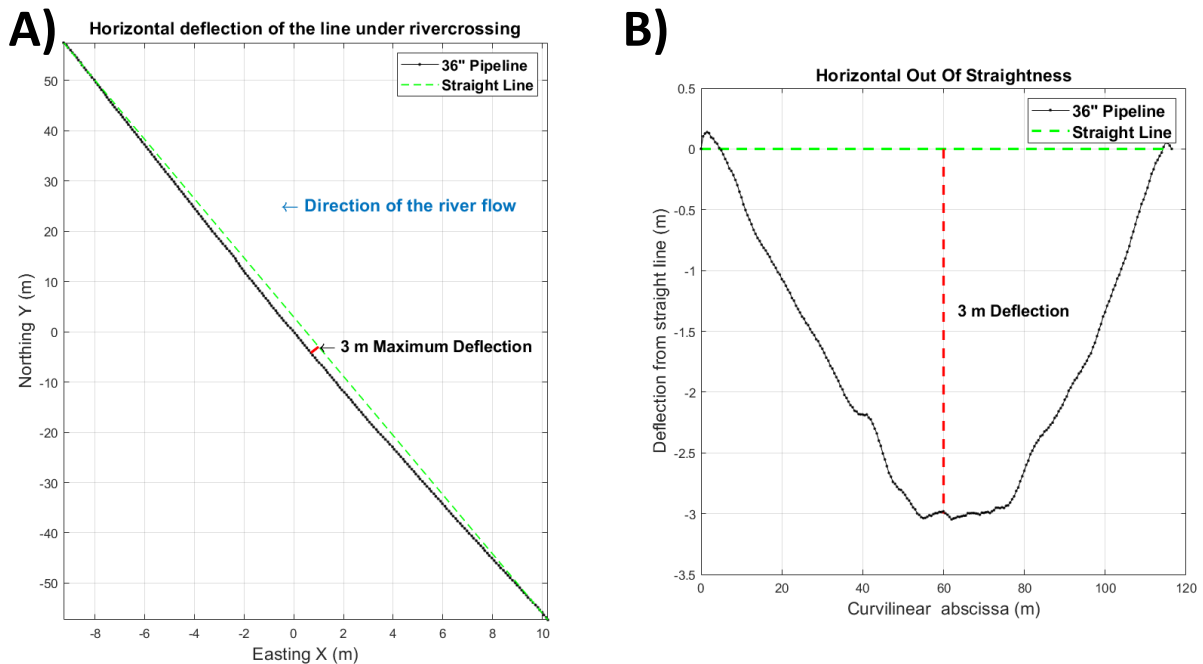 A)
Horizontal deflection of the line under rivercrossing
36" Pipeline
Straight Line
← Direction of the river flow
← 3 m Maximum Deflection
Northing Y (m)
50
40
30
20
10
0
-10
-20
-30
-40
-50
-8
-6
-4
-2
0
2
4
6
8
10
Easting X (m)
B)
Horizontal Out Of Straightness
36" Pipeline
Straight Line
3 m Deflection
Deflection from straight line (m)
0.5
0
-0.5
-1
-1.5
-2
-2.5
-3
-3.5
0
20
40
60
80
100
120
Curvilinear abscissa (m)